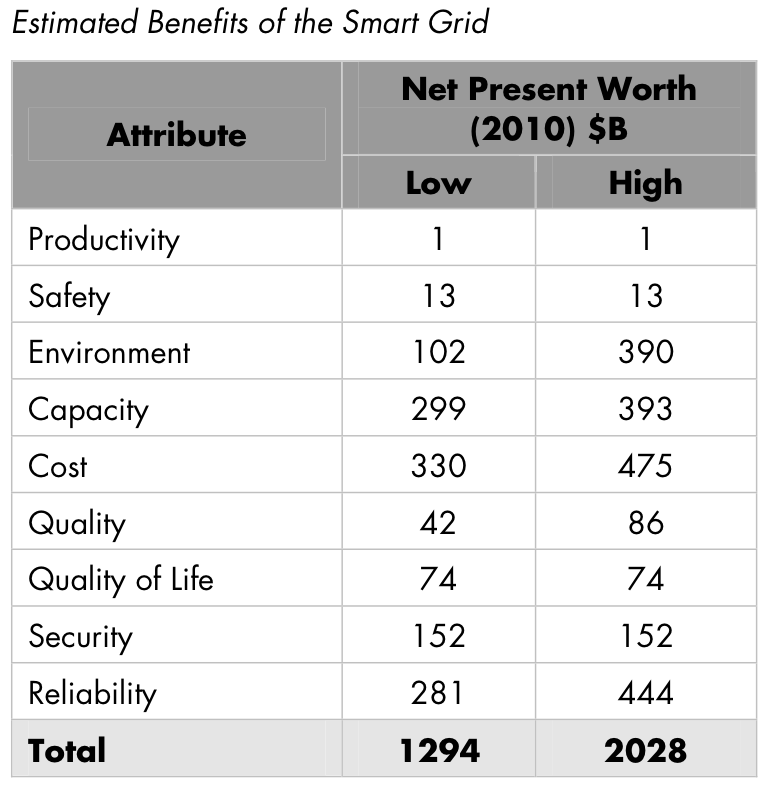 Estimated Benefits of the Smart Grid
Attribute
Net Present Worth
(2010) $B
Low High
Productivity 1 1
Safety 13 13
Environment 102 390
Capacity 299 393
Cost 330 475
Quality 42 86
Quality of Life 74 74
Security 152 152
Reliability 281 444
Total 1294 2028